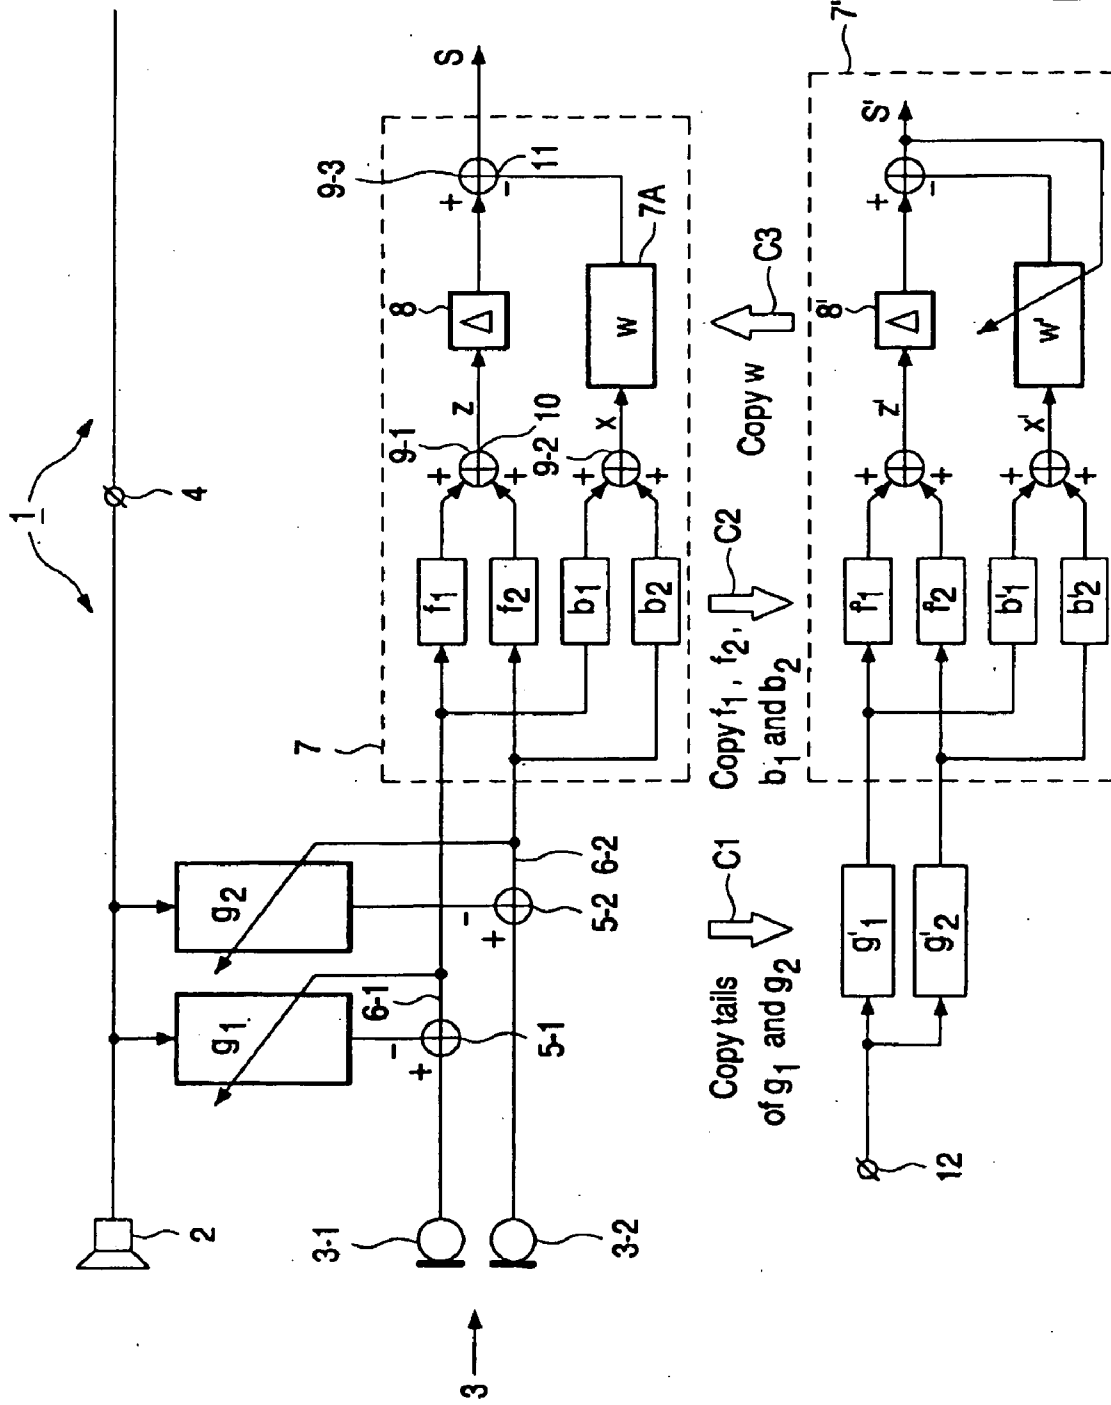 1
4
2
g1
g2
3
3-1
3-2
+
-
5-1
6-1
+
-
5-2
6-2
7
f1
f2
b1
b2
+
+
9-1
10
z
8
Δ
+
-
9-3
11
S
+
+
9-2
x
w
7A
Copy tails
of g1 and g2
C1
Copy f1, f2,
b1 and b2
C2
Copy w
C3
12
g'1
g'2
7'
f'1
f'2
b'1
b'2
+
+
z'
8'
Δ
+
-
S'
+
+
x'
w'